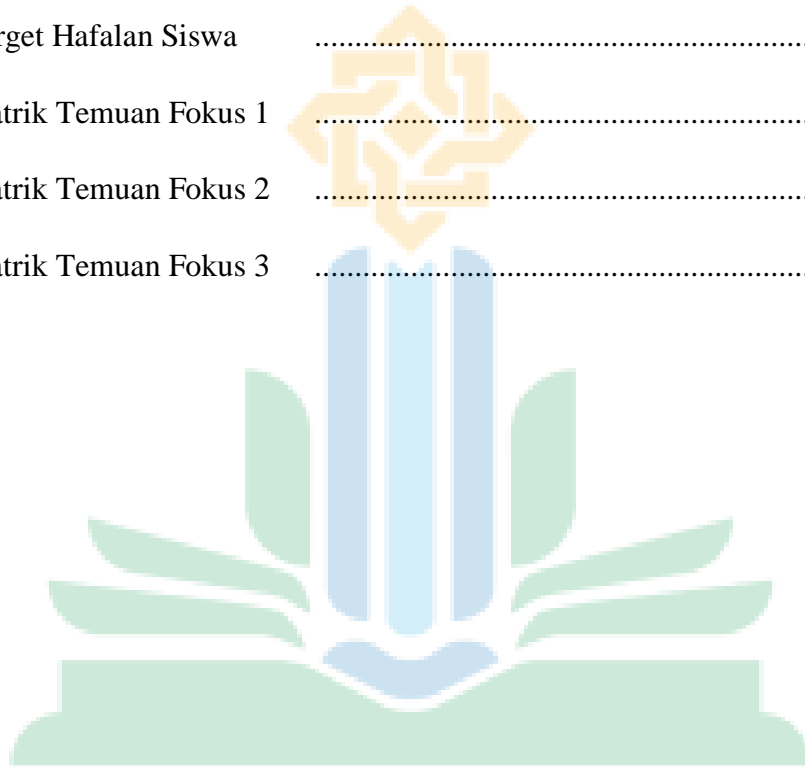 rget Hafalan Siswa ............................................................
atrik Temuan Fokus 1 ............................................................
atrik Temuan Fokus 2 ............................................................
atrik Temuan Fokus 3 ............................................................